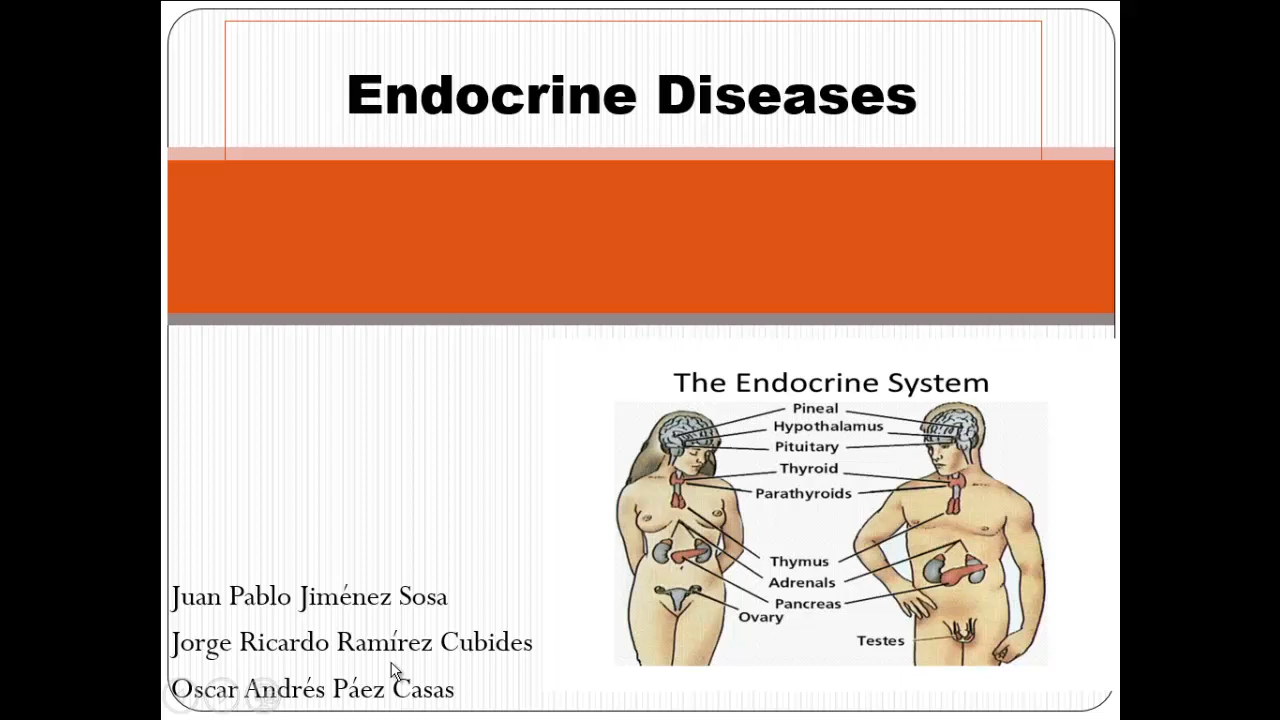 Endocrine Diseases
The Endocrine System
Pineal
Hypothalamus
Pituitary
Thyroid
Parathyroids
Thymus
Adrenals
Pancreas
Ovary
Testes
Juan Pablo Jiménez Sosa
Jorge Ricardo Ramírez Cubides
Oscar Andrés Páez Casas